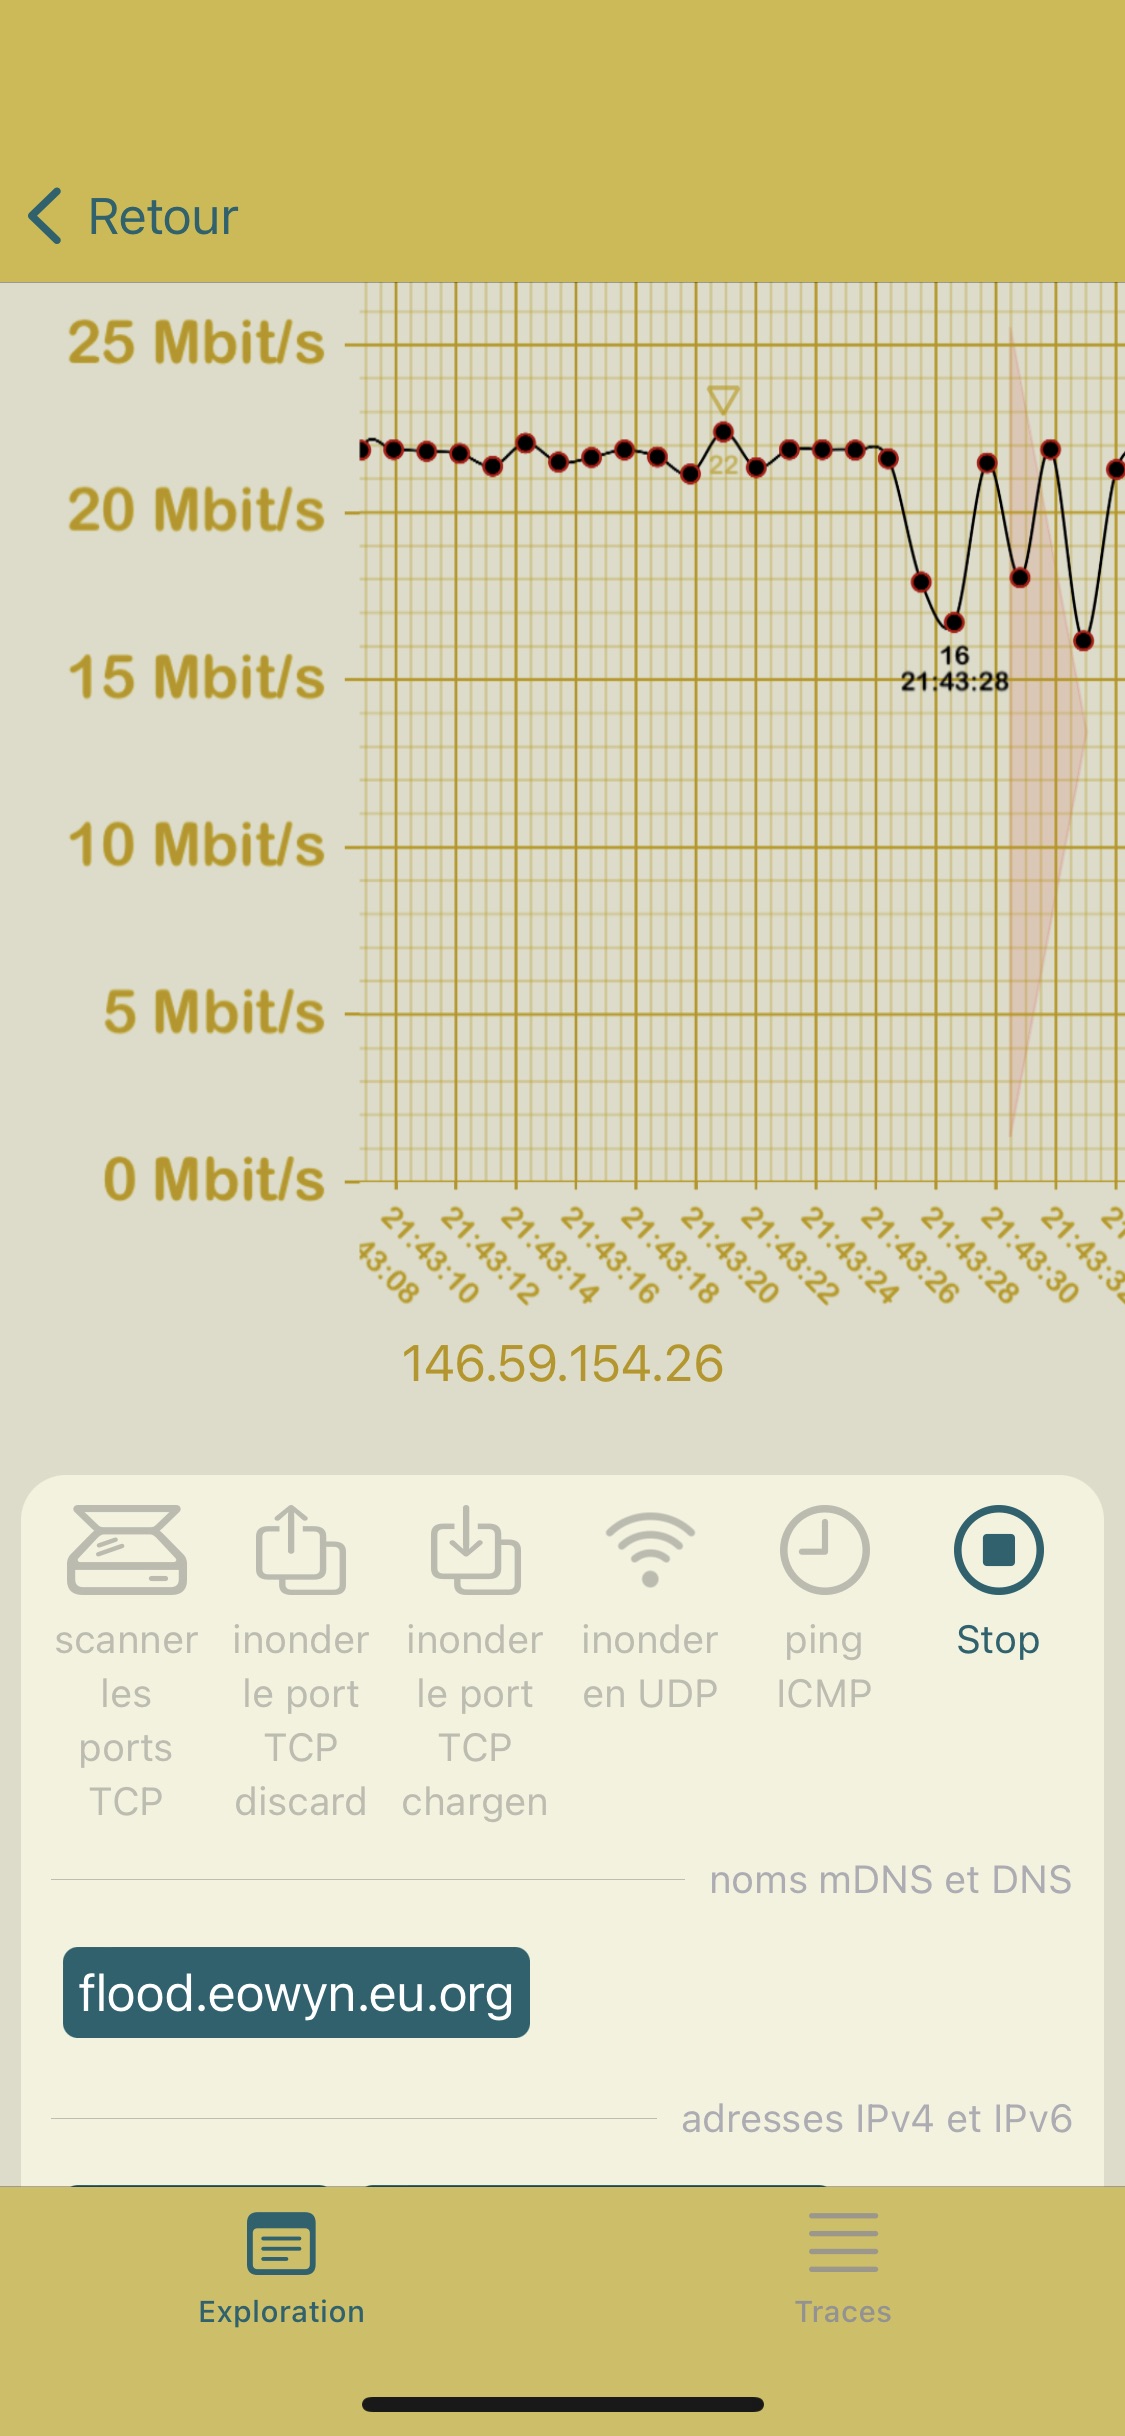 Retour
25 Mbit/s
20 Mbit/s
15 Mbit/s
10 Mbit/s
5 Mbit/s
0 Mbit/s
22
16
21:43:28
43:08
21:43:10
21:43:12
21:43:14
21:43:16
21:43:18
21:43:20
21:43:22
21:43:24
21:43:26
21:43:28
21:43:30
21:43:32
146.59.154.26
scanner
les
ports
TCP
inonder
le port
TCP
discard
inonder
le port
TCP
chargen
inonder
en UDP
ping
ICMP
Stop
noms mDNS et DNS
flood.eowyn.eu.org
adresses IPv4 et IPv6
Exploration
Traces